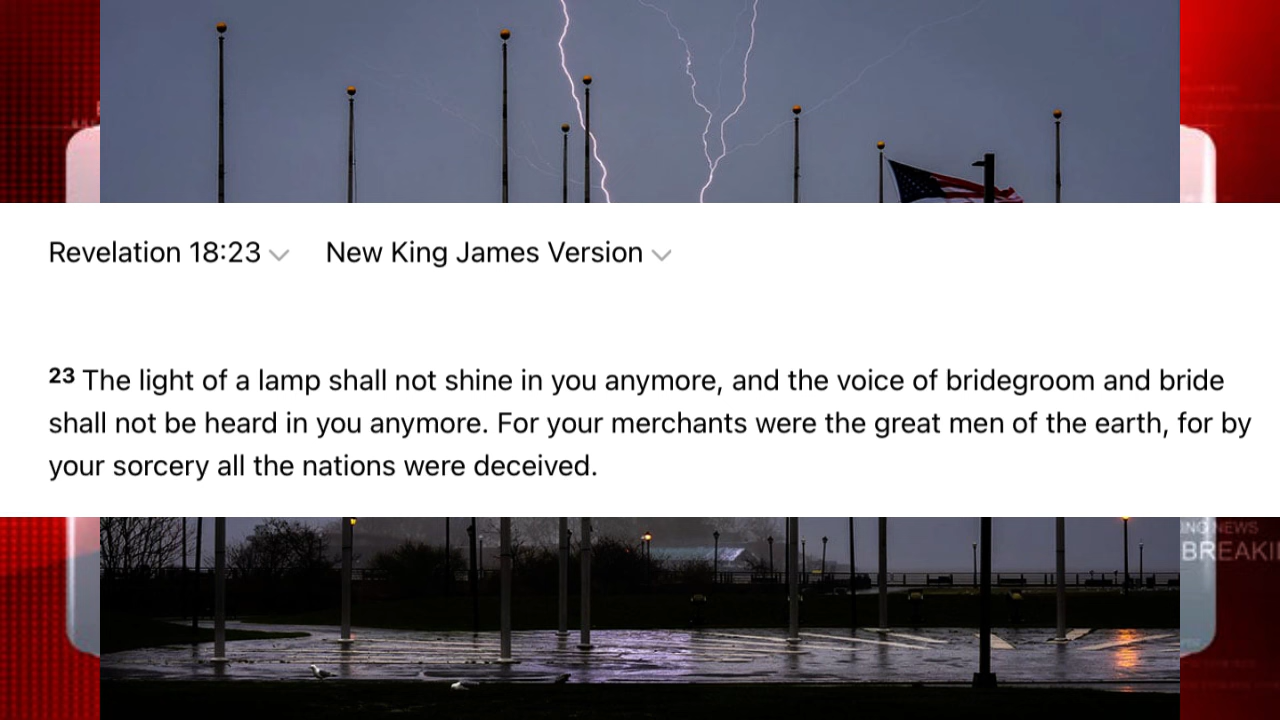 Revelation 18:23 New King James Version
23 The light of a lamp shall not shine in you anymore, and the voice of bridegroom and bride
shall not be heard in you anymore. For your merchants were the great men of the earth, for by
your sorcery all the nations were deceived.
NEWS
BREAKI